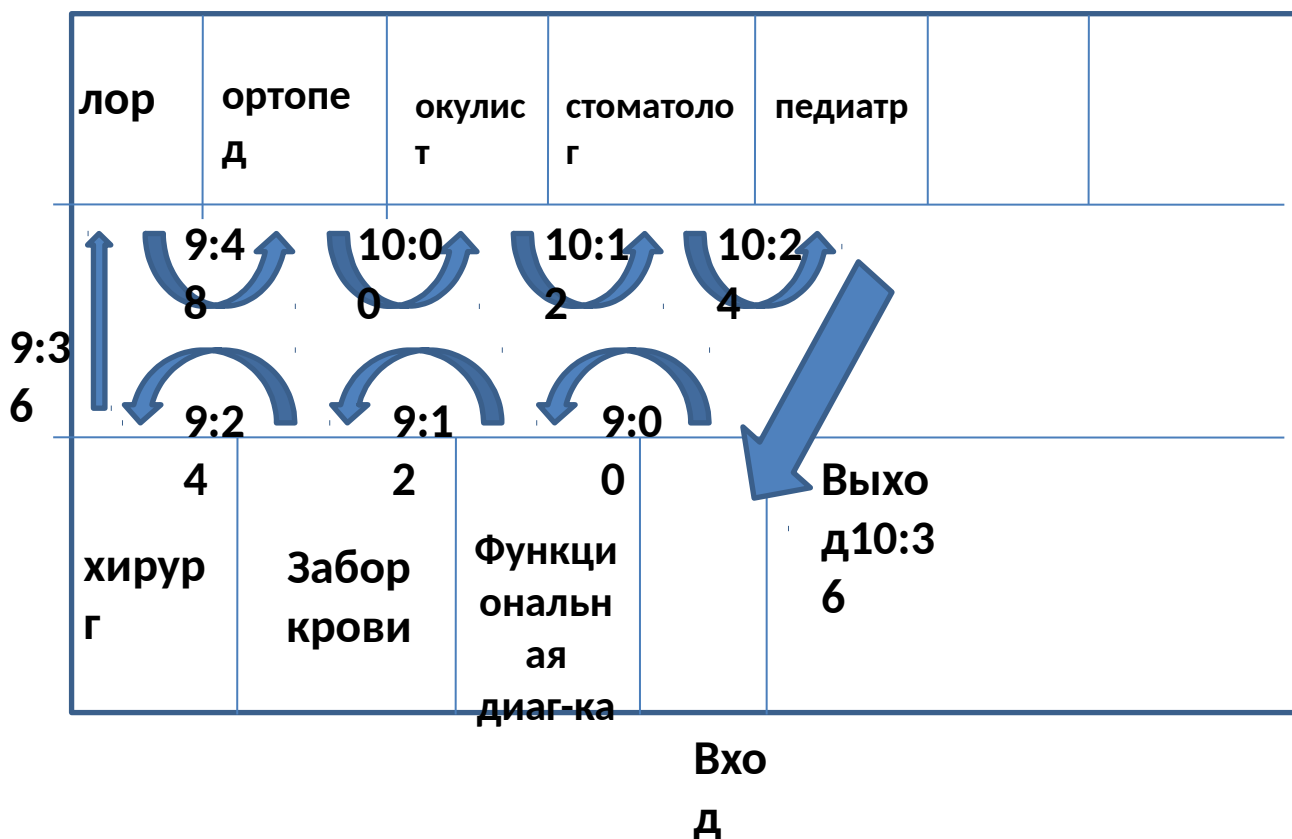 лор
ортопе
д
окулис
т
стоматоло
г
педиатр
9:4
8
10:0
0
10:1
2
10:2
4
9:3
6
9:2
4
9:1
2
9:0
0
Выхо
д10:3
6
хирур
г
Забор
крови
Функци
ональн
ая
диаг-ка
Вхо
д